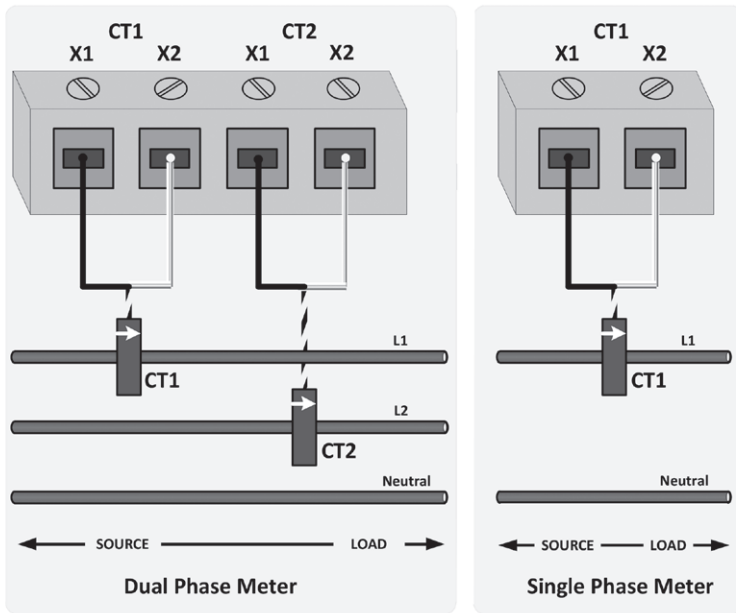 CT1 CT2
X1 X2 X1 X2
L1
CT1
L2
CT2
Neutral
SOURCE LOAD
Dual Phase Meter
CT1
X1 X2
L1
CT1
Neutral
SOURCE LOAD
Single Phase Meter